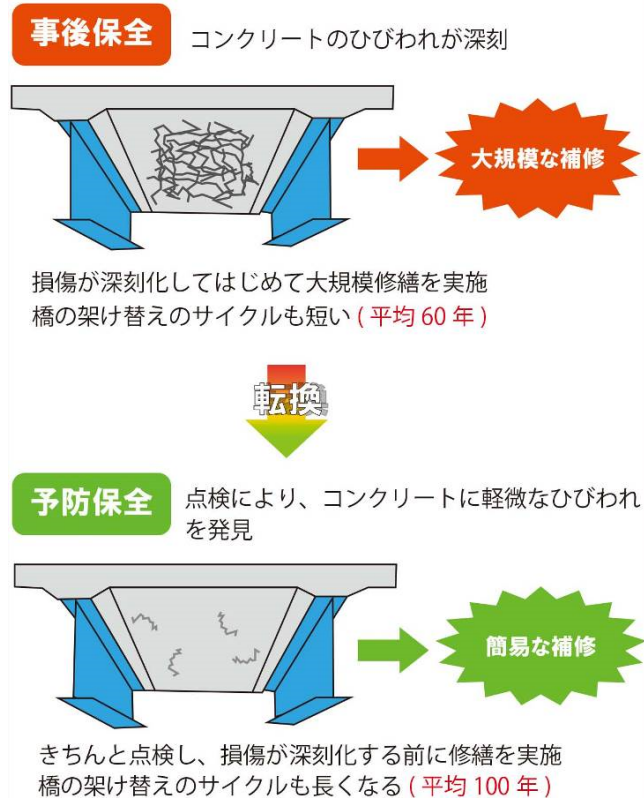 事後保全
コンクリートのひびわれが深刻
大規模な補修
損傷が深刻化してはじめて大規模修繕を実施
橋の架け替えのサイクルも短い ( 平均 60 年 )
転換
予防保全
点検により、コンクリートに軽微なひびわれ
を発見
簡易な補修
きちんと点検し、損傷が深刻化する前に修繕を実施
橋の架け替えのサイクルも長くなる ( 平均 100 年 )